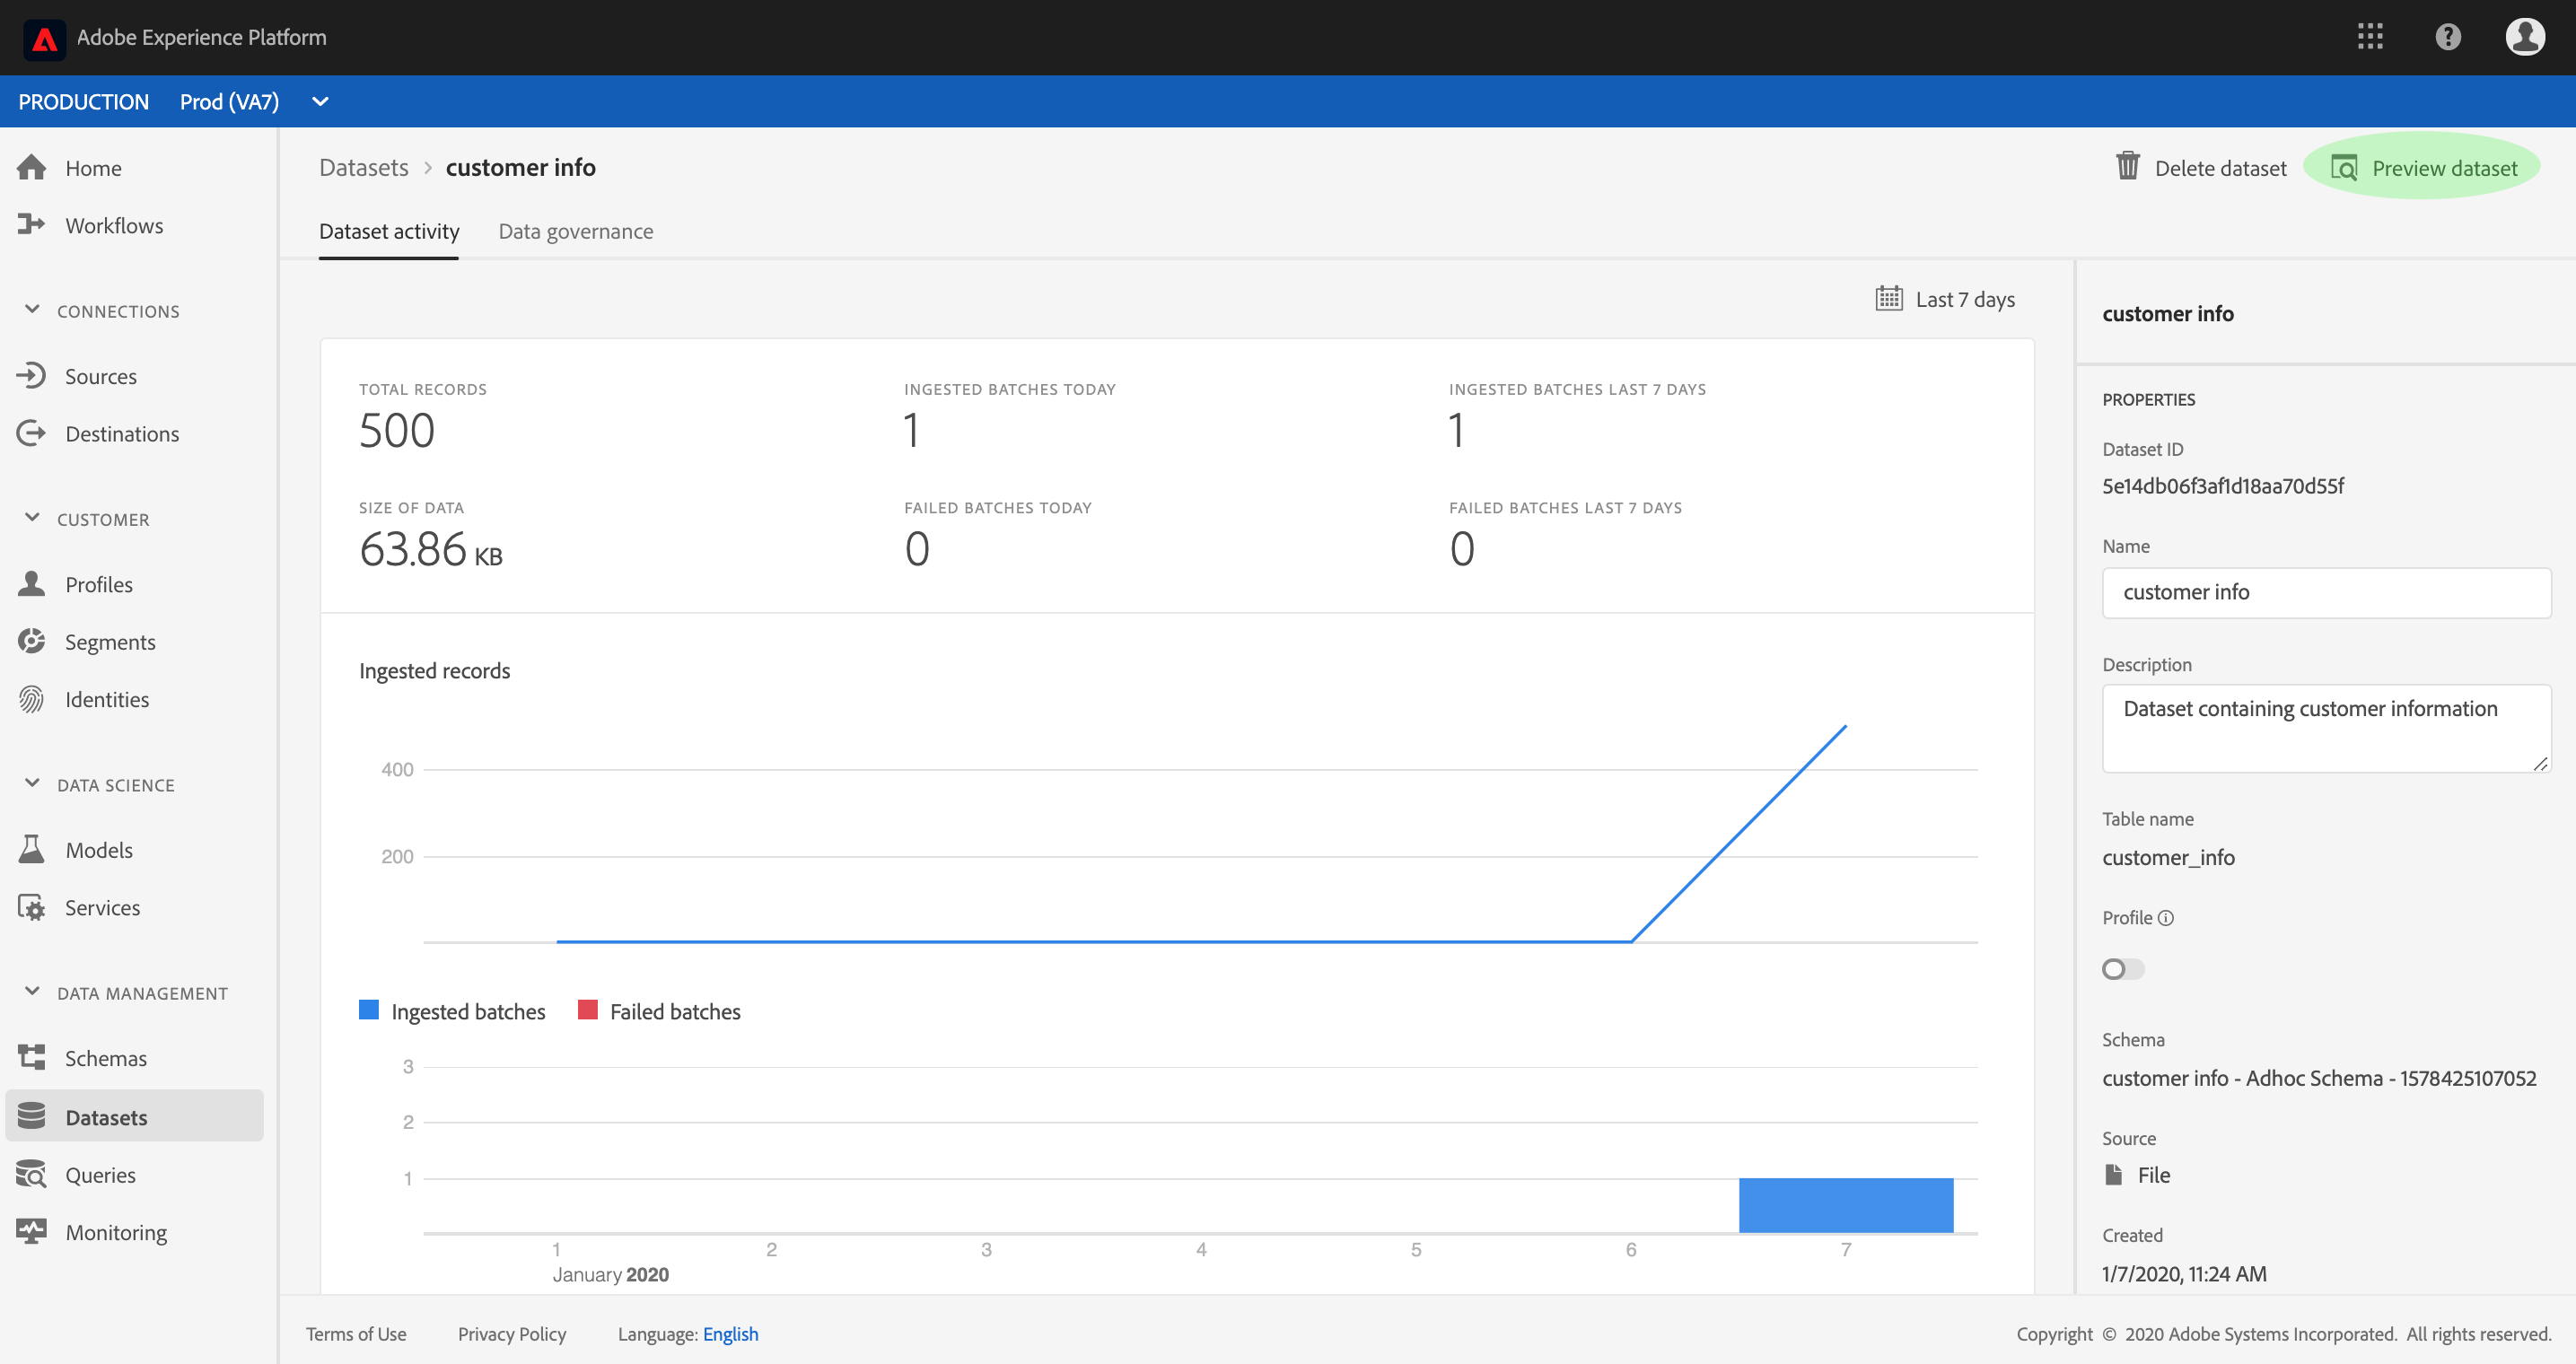 Adobe Experience Platform
PRODUCTION Prod (VA7)
Home
Workflows
CONNECTIONS
Sources
Destinations
CUSTOMER
Profiles
Segments
Identities
DATA SCIENCE
Models
Services
DATA MANAGEMENT
Schemas
Datasets
Queries
Monitoring
Datasets > customer info
Delete dataset
Preview dataset
Dataset activity
Data governance
Last 7 days
TOTAL RECORDS
500
INGESTED BATCHES TODAY
1
INGESTED BATCHES LAST 7 DAYS
1
SIZE OF DATA
63.86 KB
FAILED BATCHES TODAY
0
FAILED BATCHES LAST 7 DAYS
0
Ingested records
400
200
Ingested batches
Failed batches
3
2
1
1 2 3 4 5 6 7
January 2020
customer info
PROPERTIES
Dataset ID
5e14db06f3af1d18aa70d55f
Name
customer info
Description
Dataset containing customer information
Table name
customer_info
Profile
Schema
customer info - Adhoc Schema - 1578425107052
Source
File
Created
1/7/2020, 11:24 AM
Terms of Use
Privacy Policy
Language: English
Copyright © 2020 Adobe Systems Incorporated. All rights reserved.